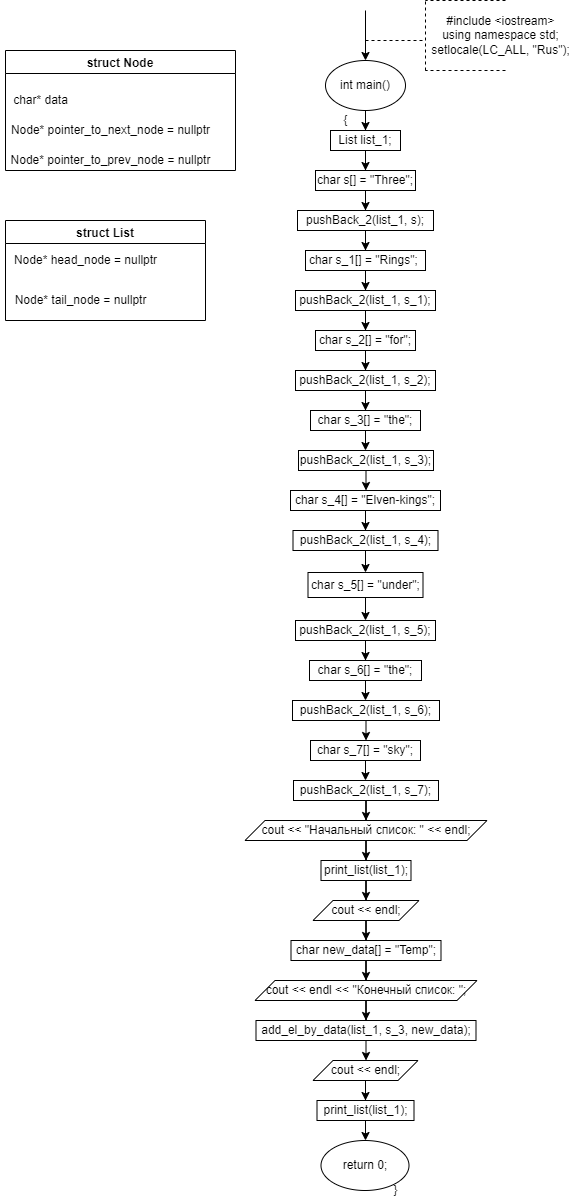 #include <iostream>
using namespace std;
setlocale(LC_ALL, "Rus");
struct Node
char* data
Node* pointer_to_next_node = nullptr
Node* pointer_to_prev_node = nullptr
struct List
Node* head_node = nullptr
Node* tail_node = nullptr
int main()
{
List list_1;
char s[] = "Three";
pushBack_2(list_1, s);
char s_1[] = "Rings";
pushBack_2(list_1, s_1);
char s_2[] = "for";
pushBack_2(list_1, s_2);
char s_3[] = "the";
pushBack_2(list_1, s_3);
char s_4[] = "Elven-kings";
pushBack_2(list_1, s_4);
char s_5[] = "under";
pushBack_2(list_1, s_5);
char s_6[] = "the";
pushBack_2(list_1, s_6);
char s_7[] = "sky";
pushBack_2(list_1, s_7);
cout << "Начальный список: " << endl;
print_list(list_1);
cout << endl;
char new_data[] = "Temp";
cout << endl << "Конечный список: ";
add_el_by_data(list_1, s_3, new_data);
cout << endl;
print_list(list_1);
return 0;
}